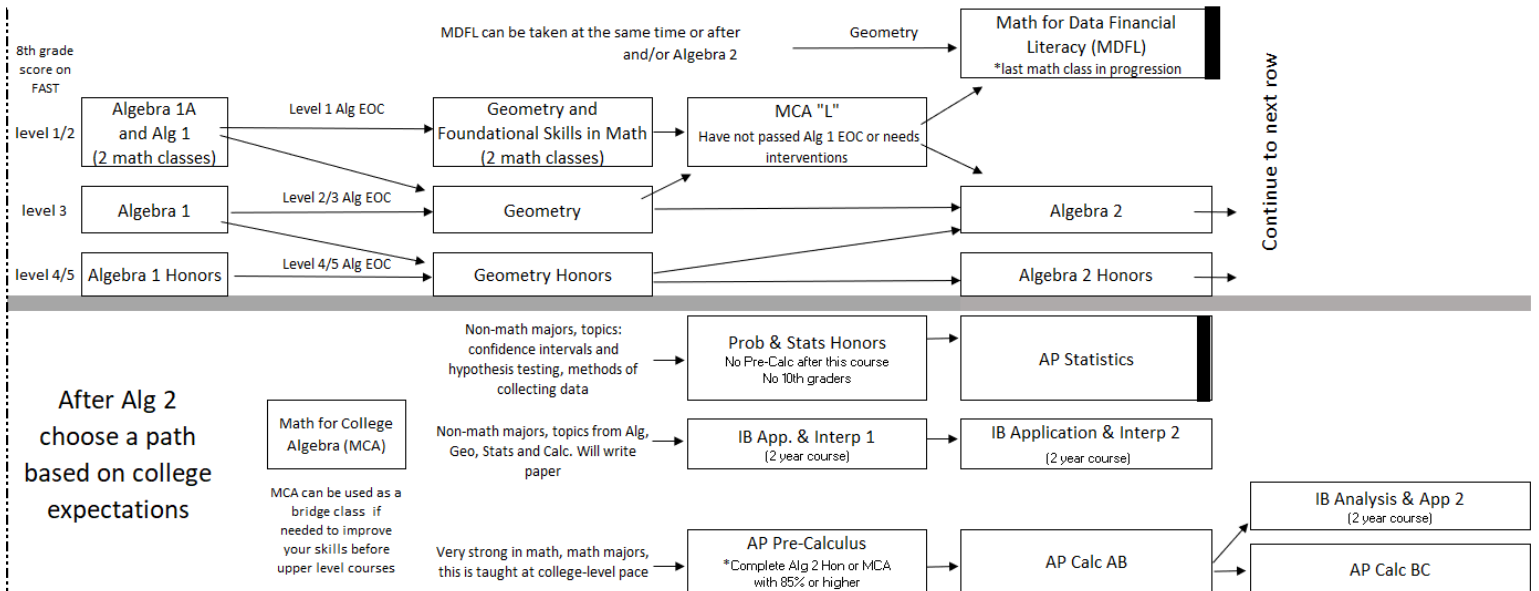 MDFL can be taken at the same time or after
and/or Algebra 2
Geometry
Math for Data Financial
Literacy (MDFL)
*last math class in progression
8th grade
score on
FAST
level 1/2
Algebra 1A
and Alg 1
(2 math classes)
Level 1 Alg EOC
Geometry and
Foundational Skills in Math
(2 math classes)
MCA "L"
Have not passed Alg 1 EOC or needs
interventions
Continue to next row
level 3
Algebra 1
Level 2/3 Alg EOC
Geometry
Algebra 2
level 4/5
Algebra 1 Honors
Level 4/5 Alg EOC
Geometry Honors
Algebra 2 Honors
After Alg 2
choose a path
based on college
expectations
Math for College
Algebra (MCA)
MCA can be used as a
bridge class if
needed to improve
your skills before
upper level courses
Non-math majors, topics:
confidence intervals and
hypothesis testing, methods of
collecting data
Prob & Stats Honors
No Pre-Calc after this course
No 10th graders
AP Statistics
Non-math majors, topics from Alg,
Geo, Stats and Calc. Will write
paper
IB App. & Interp 1
(2 year course)
IB Application & Interp 2
(2 year course)
Very strong in math, math majors,
this is taught at college-level pace
AP Pre-Calculus
*Complete Alg 2 Hon or MCA
with 85% or higher
AP Calc AB
IB Analysis & App 2
(2 year course)
AP Calc BC